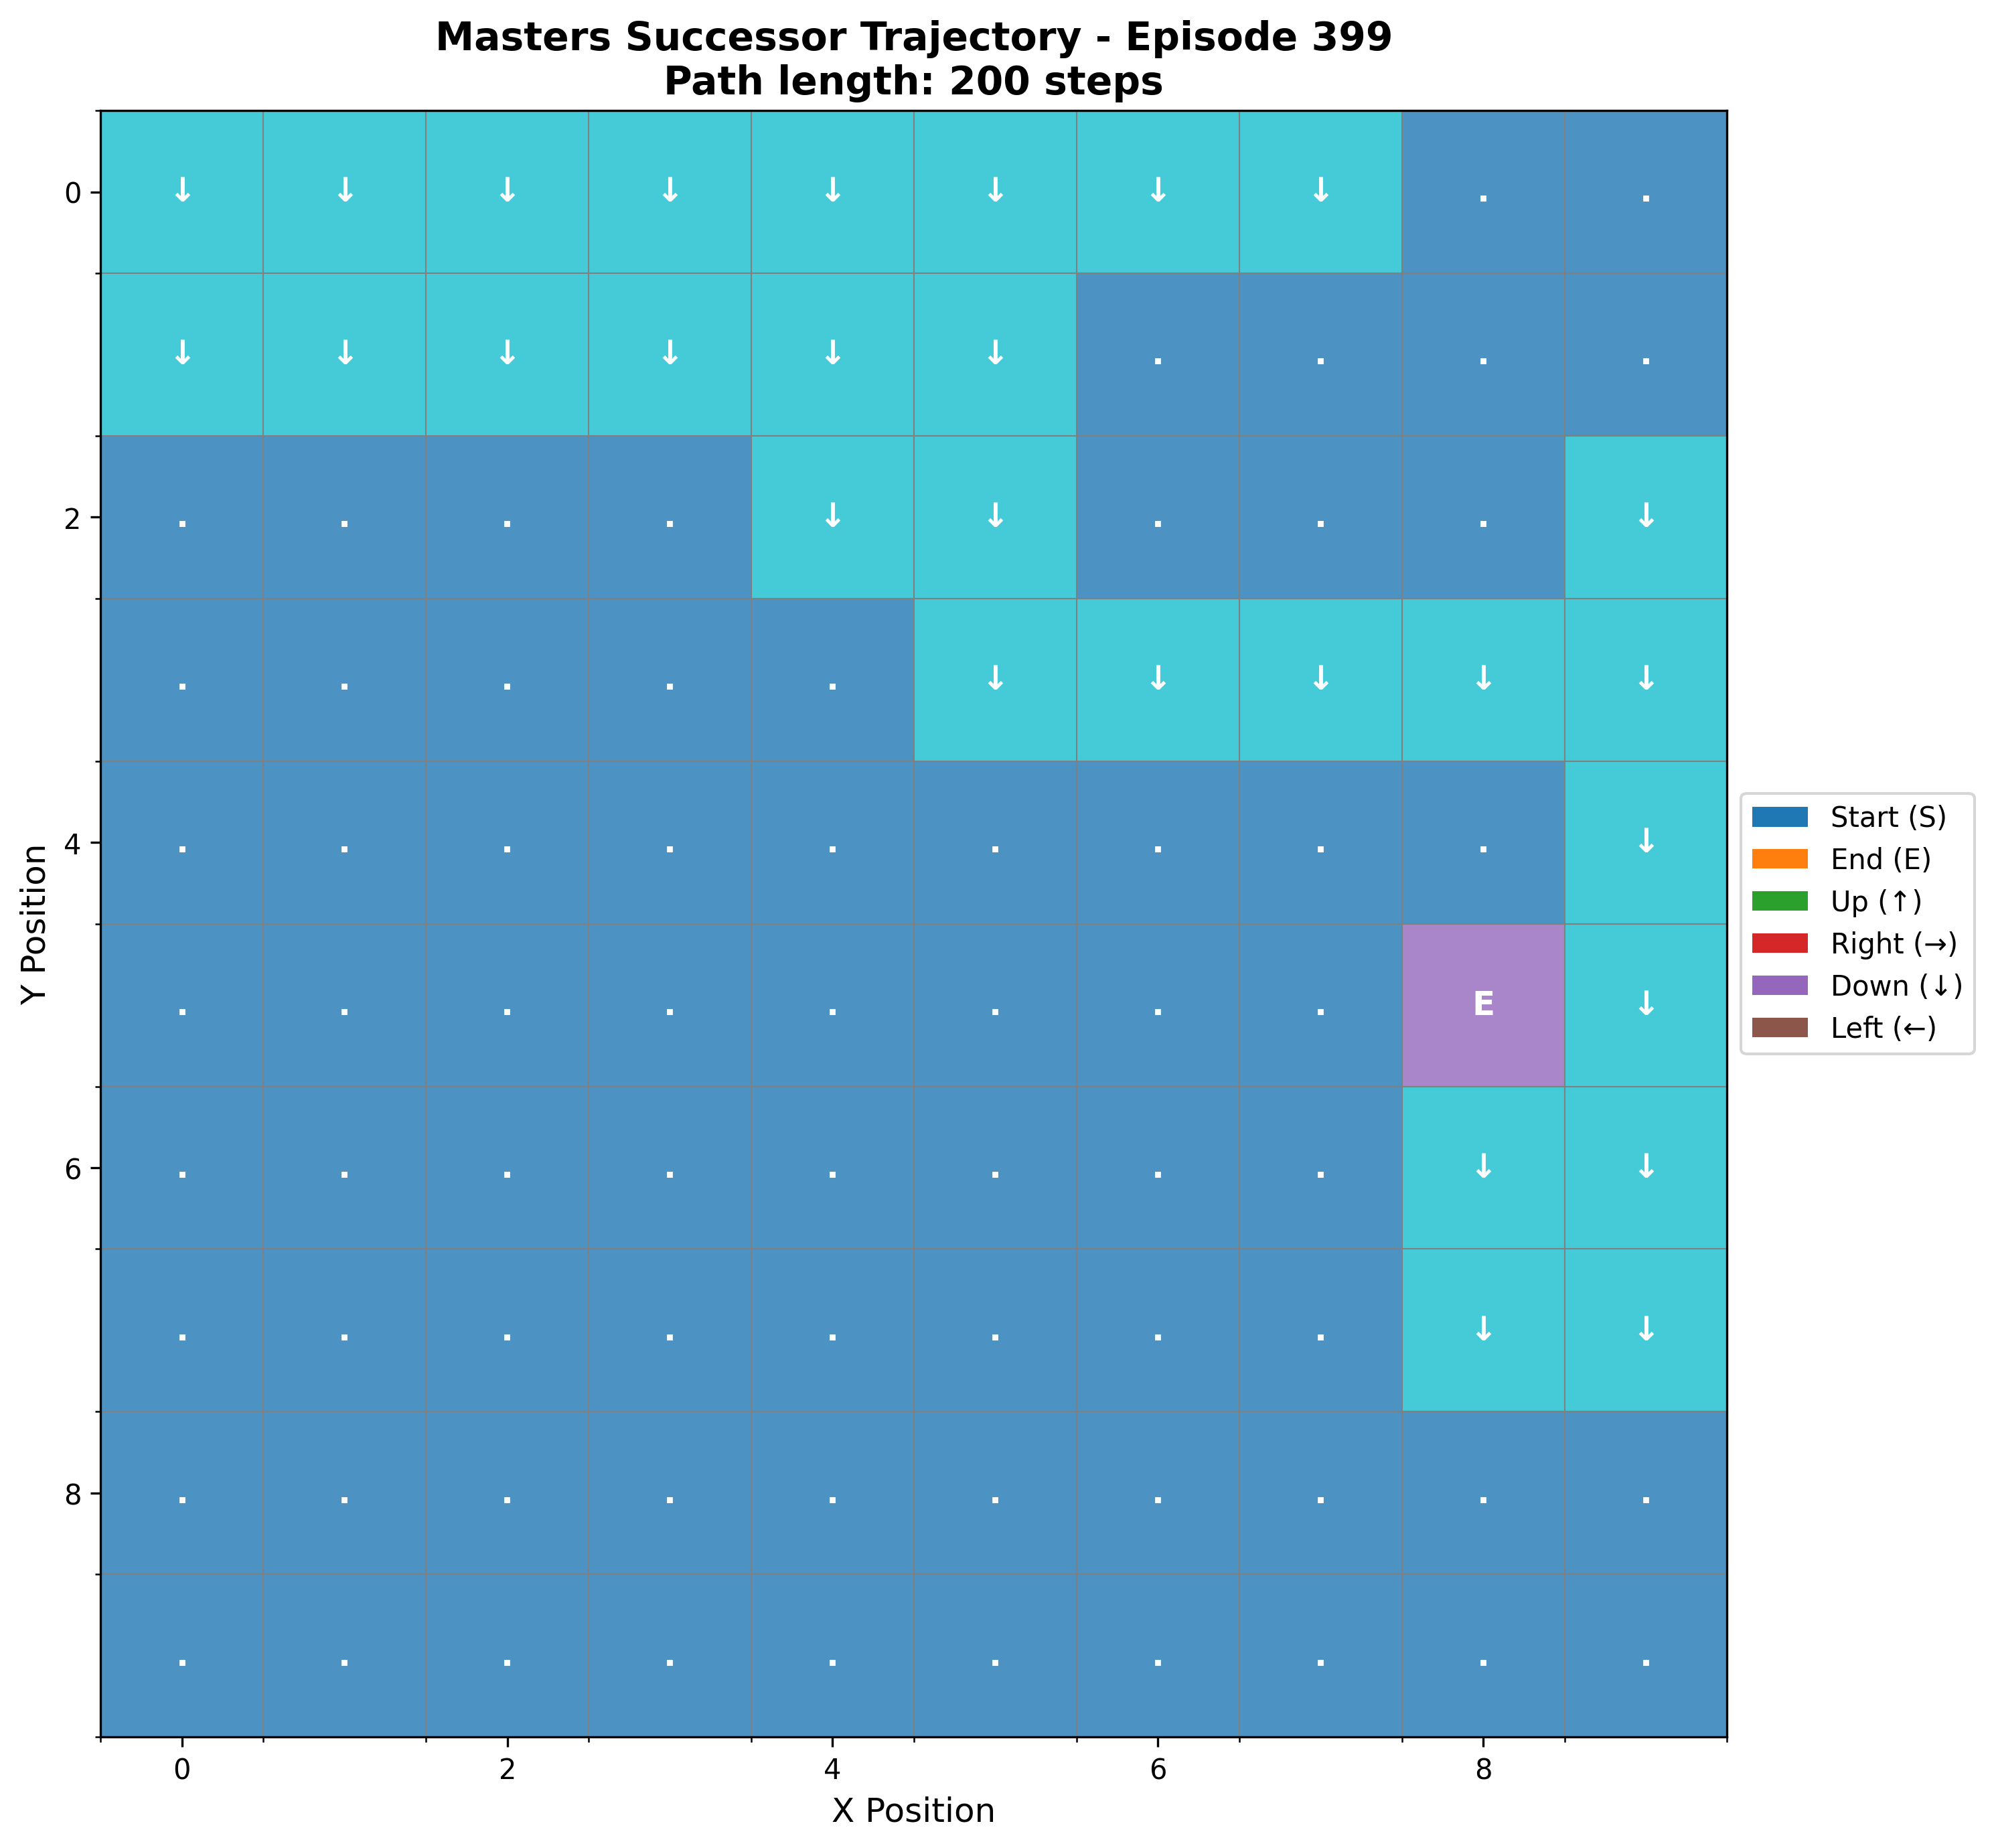 Masters Successor Trajectory - Episode 399
Path length: 200 steps
0 ↓ ↓ ↓ ↓ ↓ ↓ ↓ ↓ . .
↓ ↓ ↓ ↓ ↓ ↓ . . . .
2 . . . . ↓ ↓ . . . ↓
. . . . . ↓ ↓ ↓ ↓ ↓
4 . . . . . . . . . ↓
. . . . . . . . E ↓
6 . . . . . . . . ↓ ↓
. . . . . . . . ↓ ↓
8 . . . . . . . . . .
. . . . . . . . . .
0 2 4 6 8
X Position
Y Position
Start (S)
End (E)
Up (↑)
Right (→)
Down (↓)
Left (←)